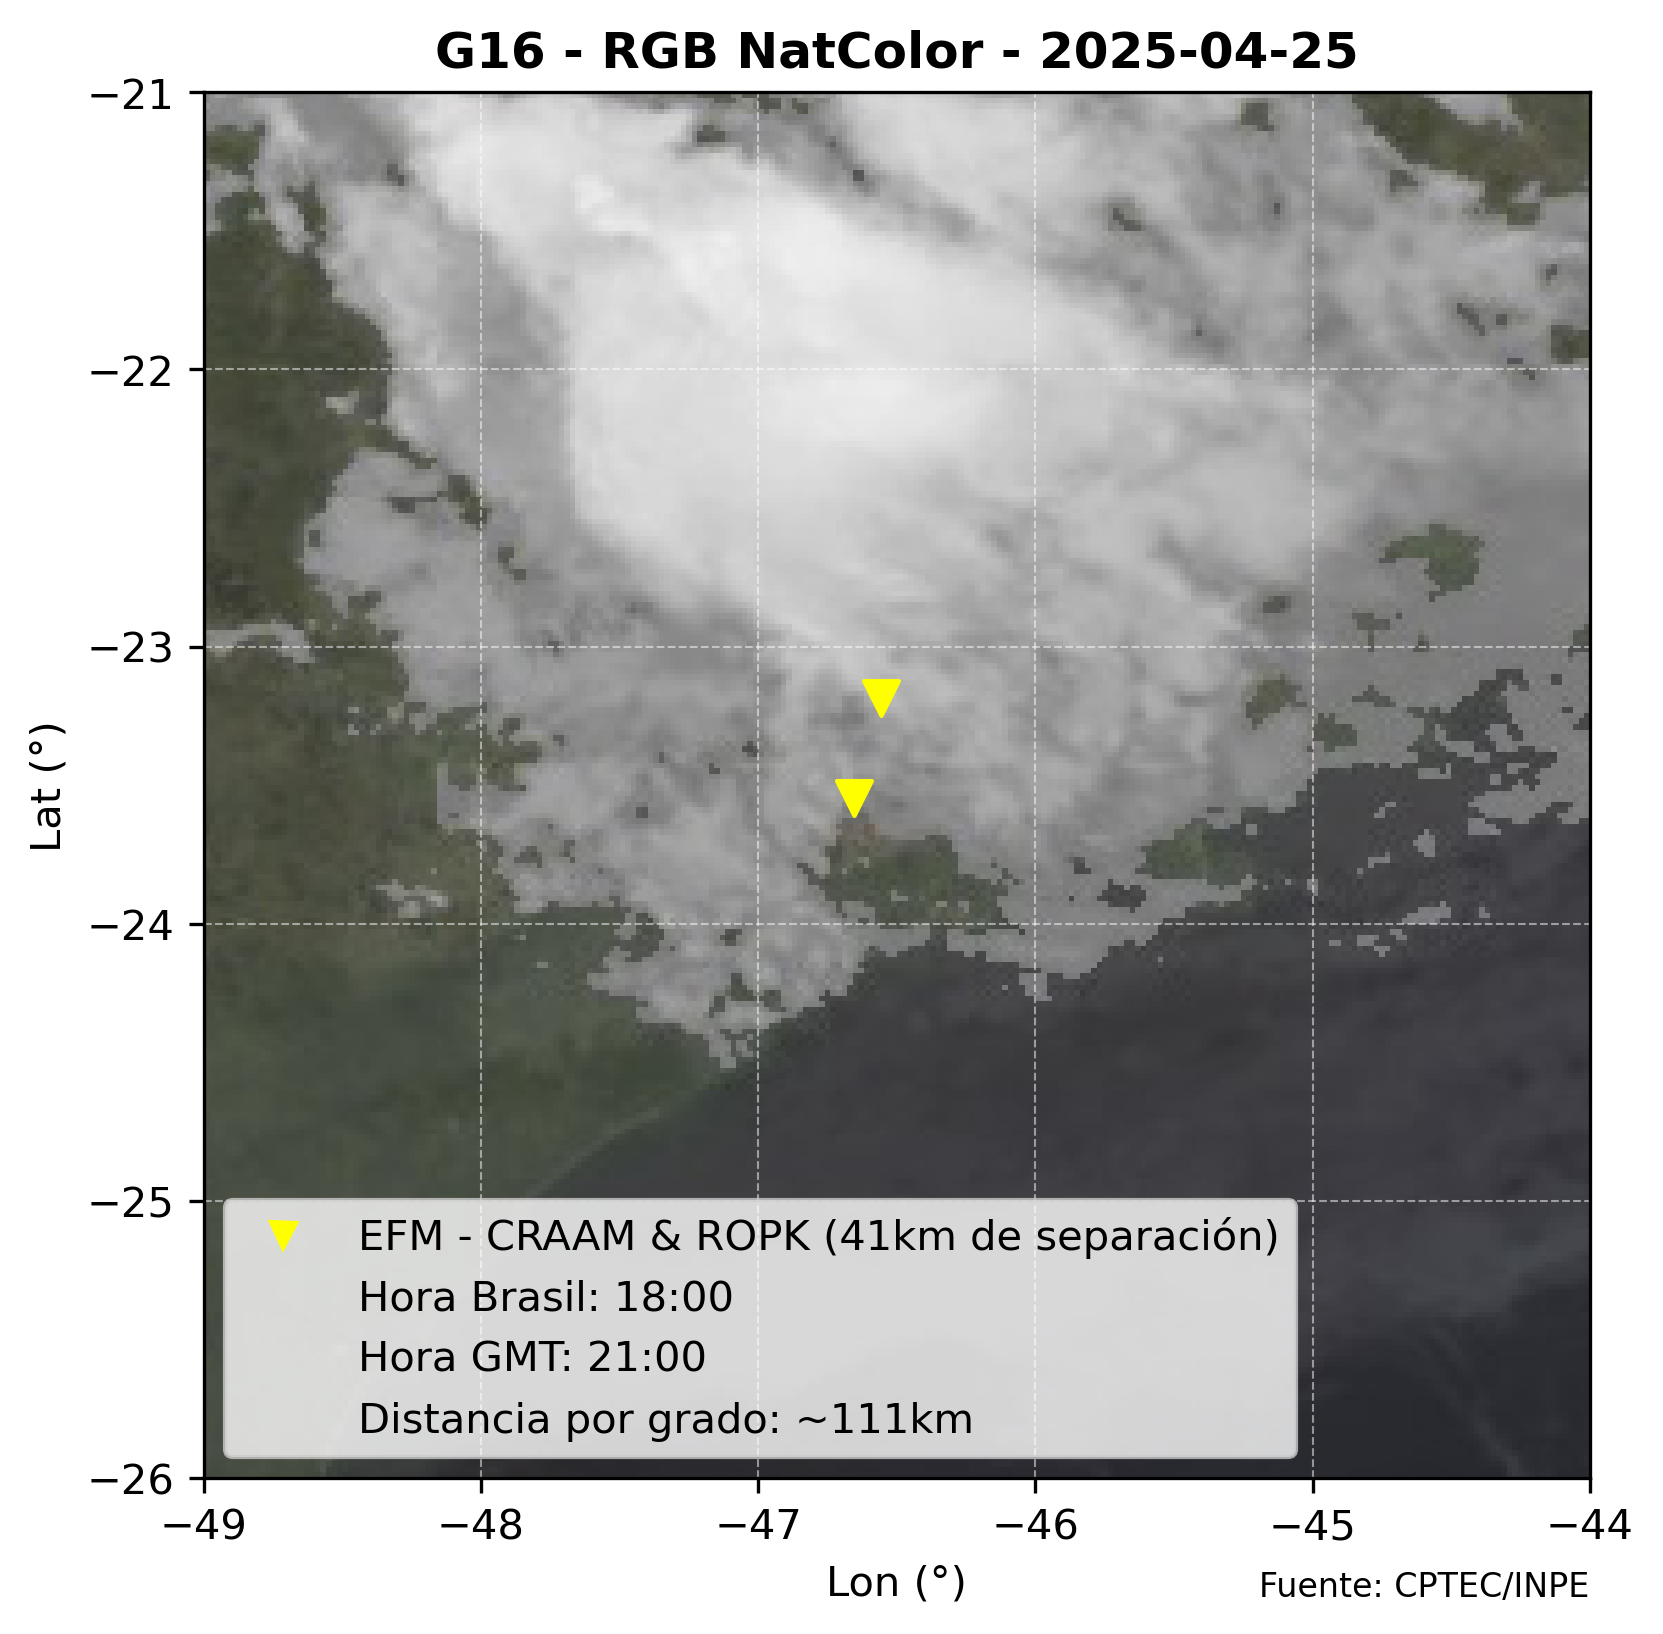 G16 - RGB NatColor - 2025-04-25
−21
−22
−23
−24
−25
−26
Lat (°)
EFM - CRAAM & ROPK (41km de separación)
Hora Brasil: 18:00
Hora GMT: 21:00
Distancia por grado: ~111km
−49 −48 −47 −46 −45 −44
Lon (°)
Fuente: CPTEC/INPE